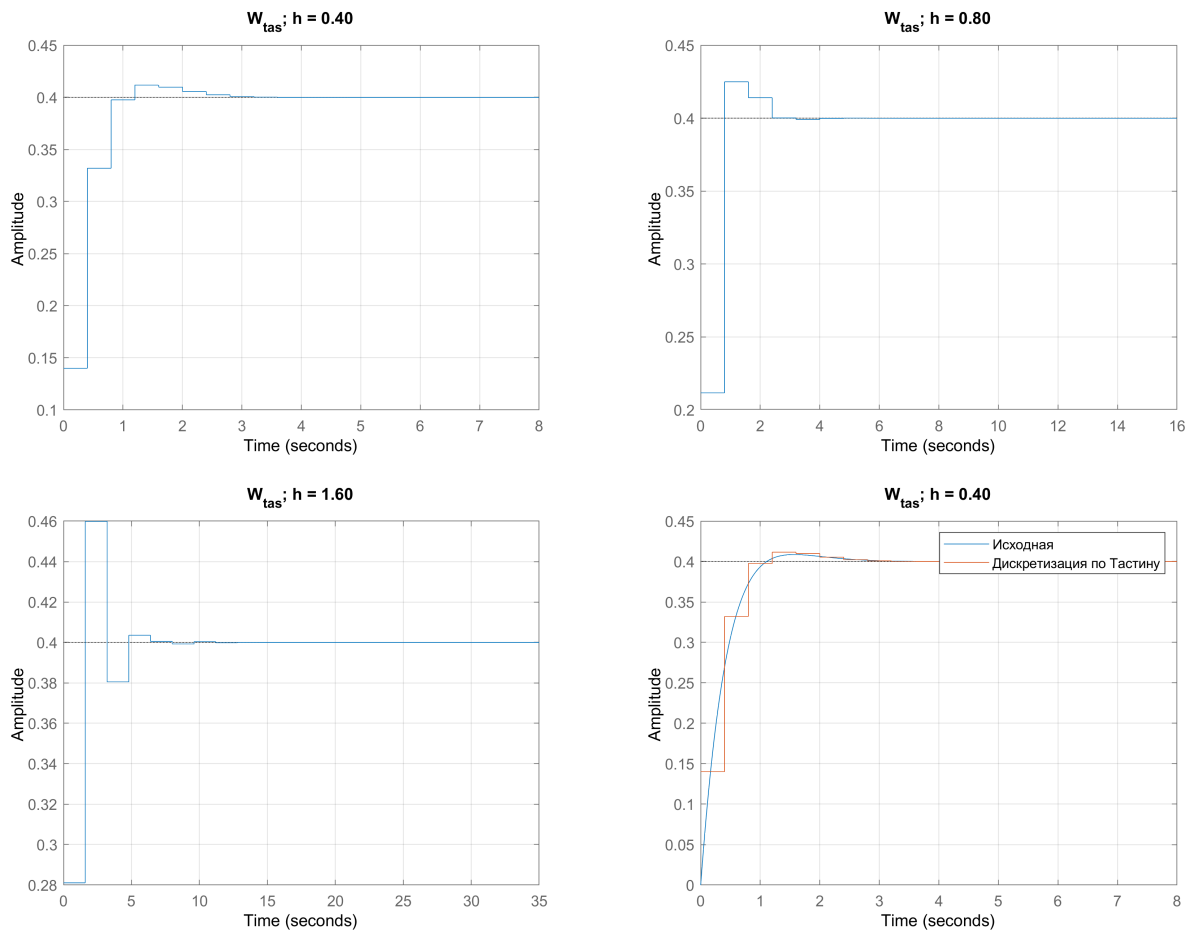 W_tas; h = 0.40
Amplitude
0.45
0.4
0.35
0.3
0.25
0.2
0.15
0.1
0 1 2 3 4 5 6 7 8
Time (seconds)
W_tas; h = 0.80
Amplitude
0.45
0.4
0.35
0.3
0.25
0.2
0 2 4 6 8 10 12 14 16
Time (seconds)
W_tas; h = 1.60
Amplitude
0.46
0.44
0.42
0.4
0.38
0.36
0.34
0.32
0.3
0.28
0 5 10 15 20 25 30 35
Time (seconds)
W_tas; h = 0.40
Amplitude
0.45
0.4
0.35
0.3
0.25
0.2
0.15
0.1
0.05
0
Исходная
Дискретизация по Тастину
0 1 2 3 4 5 6 7 8
Time (seconds)